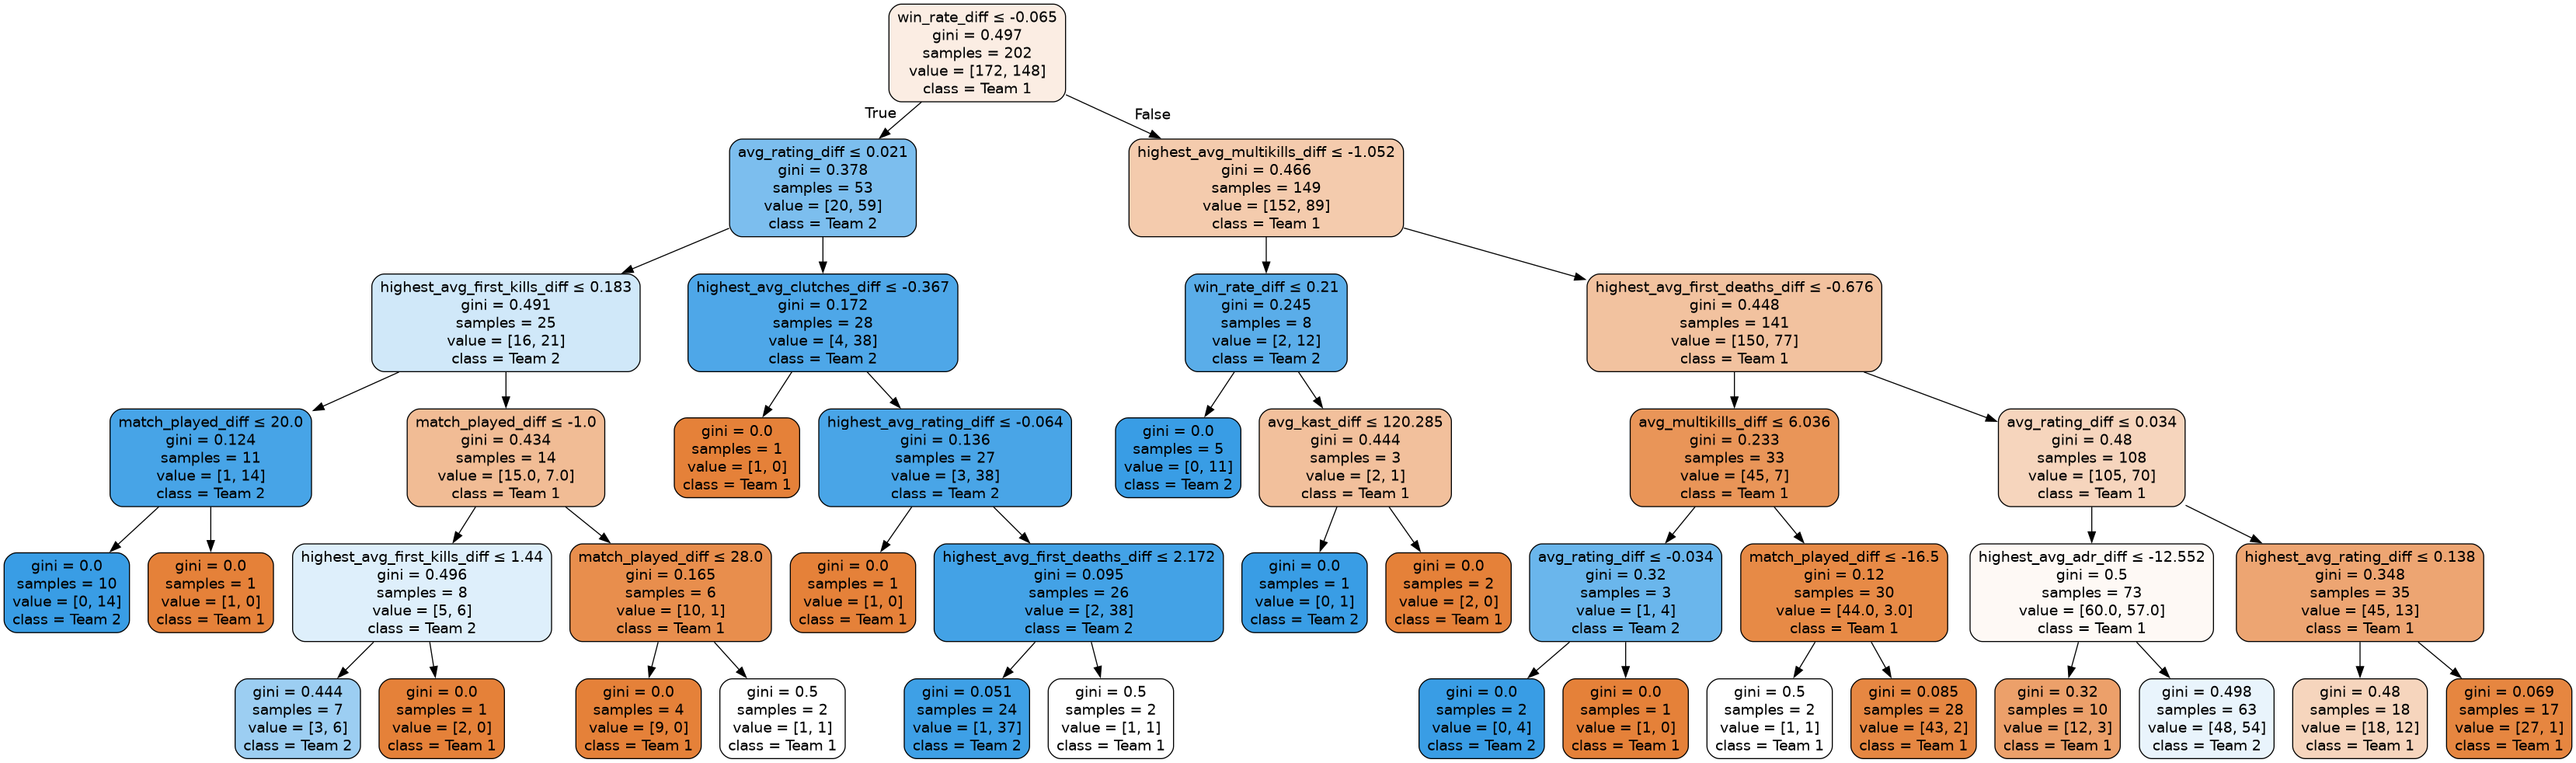 win_rate_diff ≤ -0.065
gini = 0.497
samples = 202
value = [172, 148]
class = Team 1
True
False
avg_rating_diff ≤ 0.021
gini = 0.378
samples = 53
value = [20, 59]
class = Team 2
highest_avg_multikills_diff ≤ -1.052
gini = 0.466
samples = 149
value = [152, 89]
class = Team 1
highest_avg_first_kills_diff ≤ 0.183
gini = 0.491
samples = 25
value = [16, 21]
class = Team 2
highest_avg_clutches_diff ≤ -0.367
gini = 0.172
samples = 28
value = [4, 38]
class = Team 2
win_rate_diff ≤ 0.21
gini = 0.245
samples = 8
value = [2, 12]
class = Team 2
highest_avg_first_deaths_diff ≤ -0.676
gini = 0.448
samples = 141
value = [150, 77]
class = Team 1
match_played_diff ≤ 20.0
gini = 0.124
samples = 11
value = [1, 14]
class = Team 2
match_played_diff ≤ -1.0
gini = 0.434
samples = 14
value = [15.0, 7.0]
class = Team 1
gini = 0.0
samples = 1
value = [1, 0]
class = Team 1
highest_avg_rating_diff ≤ -0.064
gini = 0.136
samples = 27
value = [3, 38]
class = Team 2
gini = 0.0
samples = 5
value = [0, 11]
class = Team 2
avg_kast_diff ≤ 120.285
gini = 0.444
samples = 3
value = [2, 1]
class = Team 1
avg_multikills_diff ≤ 6.036
gini = 0.233
samples = 33
value = [45, 7]
class = Team 1
avg_rating_diff ≤ 0.034
gini = 0.48
samples = 108
value = [105, 70]
class = Team 1
gini = 0.0
samples = 10
value = [0, 14]
class = Team 2
gini = 0.0
samples = 1
value = [1, 0]
class = Team 1
highest_avg_first_kills_diff ≤ 1.44
gini = 0.496
samples = 8
value = [5, 6]
class = Team 2
match_played_diff ≤ 28.0
gini = 0.165
samples = 6
value = [10, 1]
class = Team 1
gini = 0.0
samples = 1
value = [1, 0]
class = Team 1
highest_avg_first_deaths_diff ≤ 2.172
gini = 0.095
samples = 26
value = [2, 38]
class = Team 2
gini = 0.0
samples = 1
value = [0, 1]
class = Team 2
gini = 0.0
samples = 2
value = [2, 0]
class = Team 1
avg_rating_diff ≤ -0.034
gini = 0.32
samples = 3
value = [1, 4]
class = Team 2
match_played_diff ≤ -16.5
gini = 0.12
samples = 30
value = [44.0, 3.0]
class = Team 1
highest_avg_adr_diff ≤ -12.552
gini = 0.5
samples = 73
value = [60.0, 57.0]
class = Team 1
highest_avg_rating_diff ≤ 0.138
gini = 0.348
samples = 35
value = [45, 13]
class = Team 1
gini = 0.444
samples = 7
value = [3, 6]
class = Team 2
gini = 0.0
samples = 1
value = [2, 0]
class = Team 1
gini = 0.0
samples = 4
value = [9, 0]
class = Team 1
gini = 0.5
samples = 2
value = [1, 1]
class = Team 1
gini = 0.051
samples = 24
value = [1, 37]
class = Team 2
gini = 0.5
samples = 2
value = [1, 1]
class = Team 1
gini = 0.0
samples = 2
value = [0, 4]
class = Team 2
gini = 0.0
samples = 1
value = [1, 0]
class = Team 1
gini = 0.5
samples = 2
value = [1, 1]
class = Team 1
gini = 0.085
samples = 28
value = [43, 2]
class = Team 1
gini = 0.32
samples = 10
value = [12, 3]
class = Team 1
gini = 0.498
samples = 63
value = [48, 54]
class = Team 2
gini = 0.48
samples = 18
value = [18, 12]
class = Team 1
gini = 0.069
samples = 17
value = [27, 1]
class = Team 1